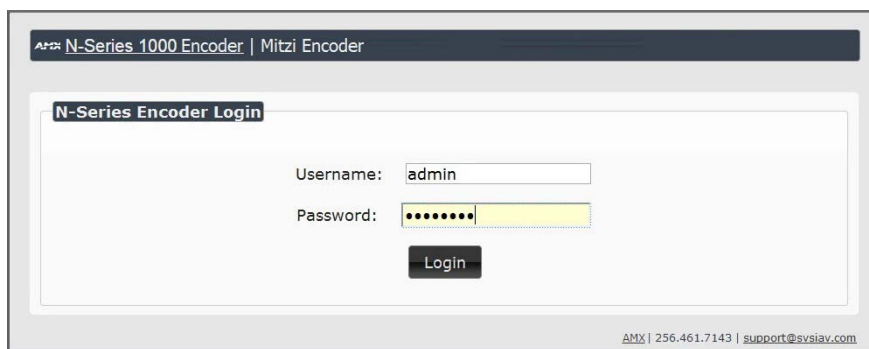 AMX N-Series 1000 Encoder | Mitzi Encoder
N-Series Encoder Login
Username: admin
Password: ••••••••
Login
AMX | 256.461.7143 | support@svsiav.com